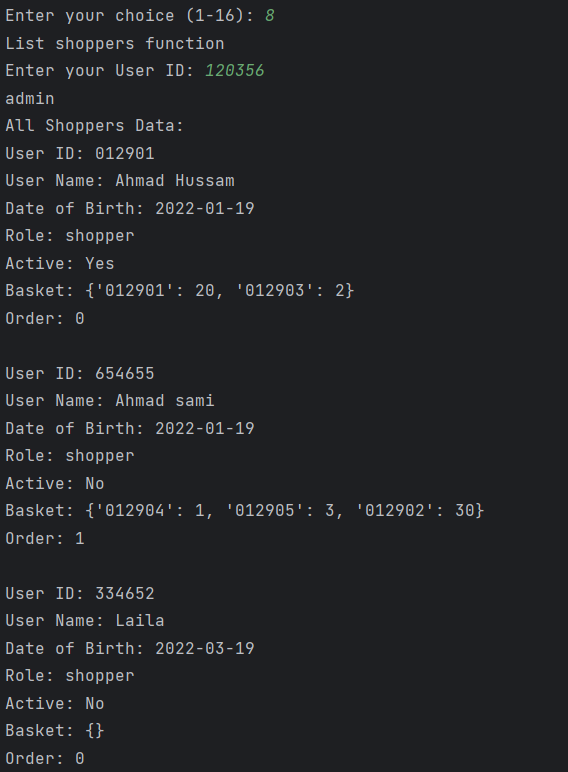 Enter your choice (1-16): 8
List shoppers function
Enter your User ID: 120356
admin
All Shoppers Data:
User ID: 012901
User Name: Ahmad Hussam
Date of Birth: 2022-01-19
Role: shopper
Active: Yes
Basket: {'012901': 20, '012903': 2}
Order: 0

User ID: 654655
User Name: Ahmad sami
Date of Birth: 2022-01-19
Role: shopper
Active: No
Basket: {'012904': 1, '012905': 3, '012902': 30}
Order: 1

User ID: 334652
User Name: Laila
Date of Birth: 2022-03-19
Role: shopper
Active: No
Basket: {}
Order: 0